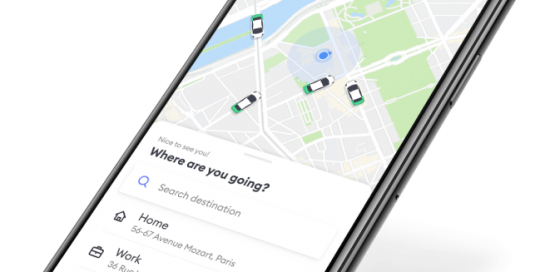 Nice to see you!
Where are you going?
Search destination
Home
56-67 Avenue Mozart, Paris
Work
36 Ru